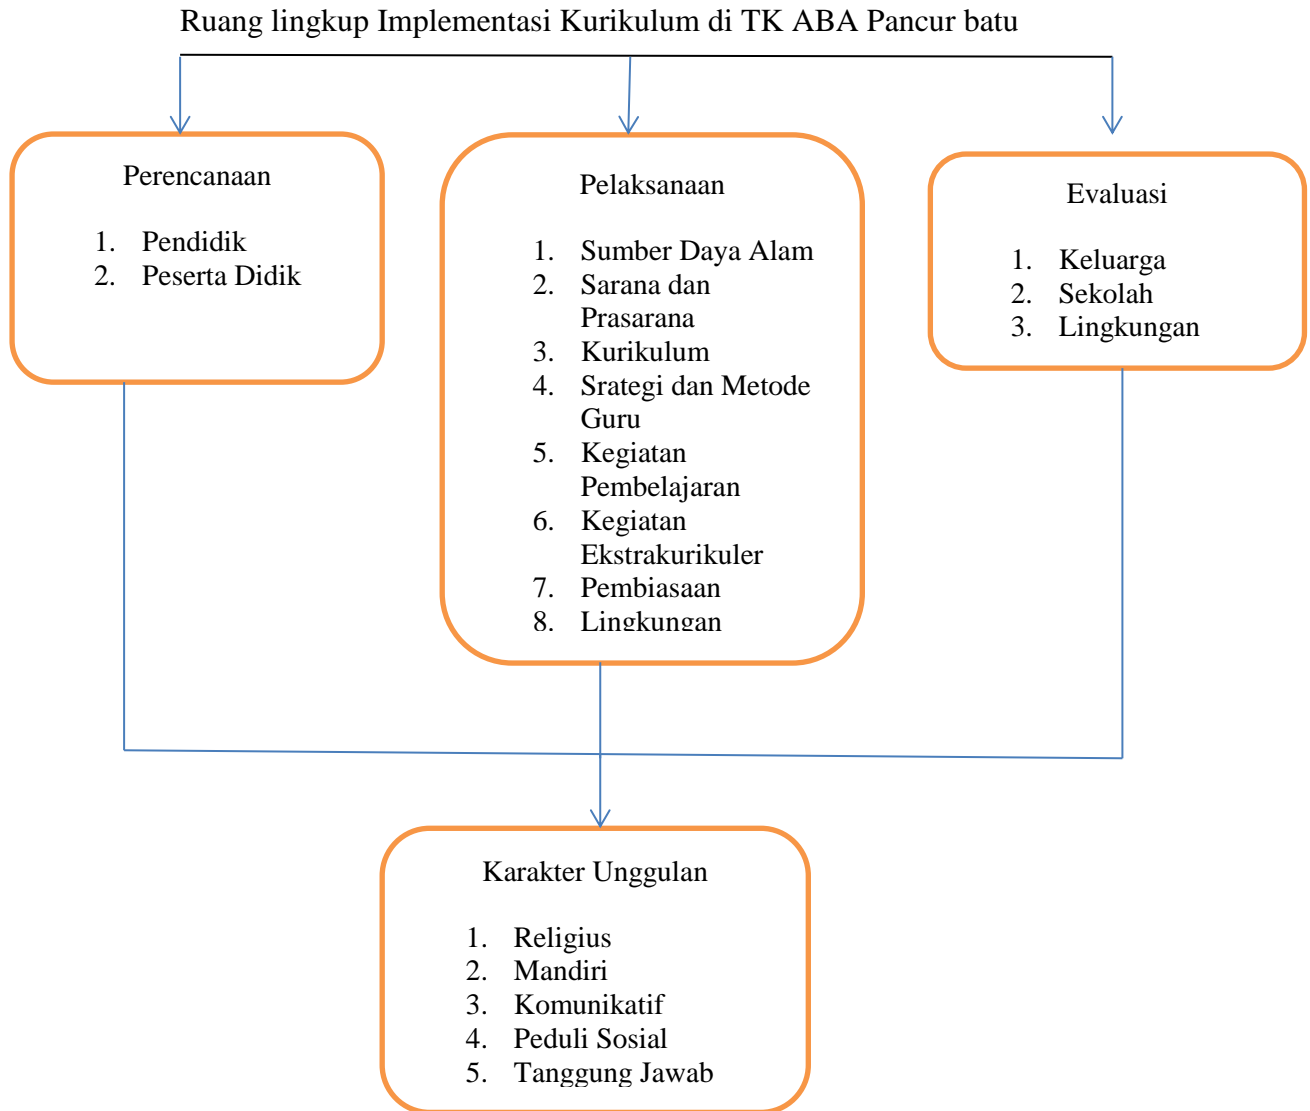 Ruang lingkup Implementasi Kurikulum di TK ABA Pancur batu
Perencanaan
1. Pendidik
2. Peserta Didik
Pelaksanaan
1. Sumber Daya Alam
2. Sarana dan
Prasarana
3. Kurikulum
4. Srategi dan Metode
Guru
5. Kegiatan
Pembelajaran
6. Kegiatan
Ekstrakurikuler
7. Pembiasaan
8. Lingkungan
Evaluasi
1. Keluarga
2. Sekolah
3. Lingkungan
Karakter Unggulan
1. Religius
2. Mandiri
3. Komunikatif
4. Peduli Sosial
5. Tanggung Jawab